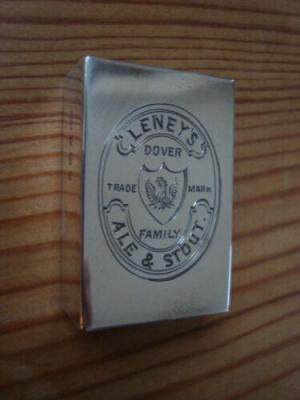 "LENEY'S"
DOVER
TRADE MARK
FAMILY
ALE & STOUT.